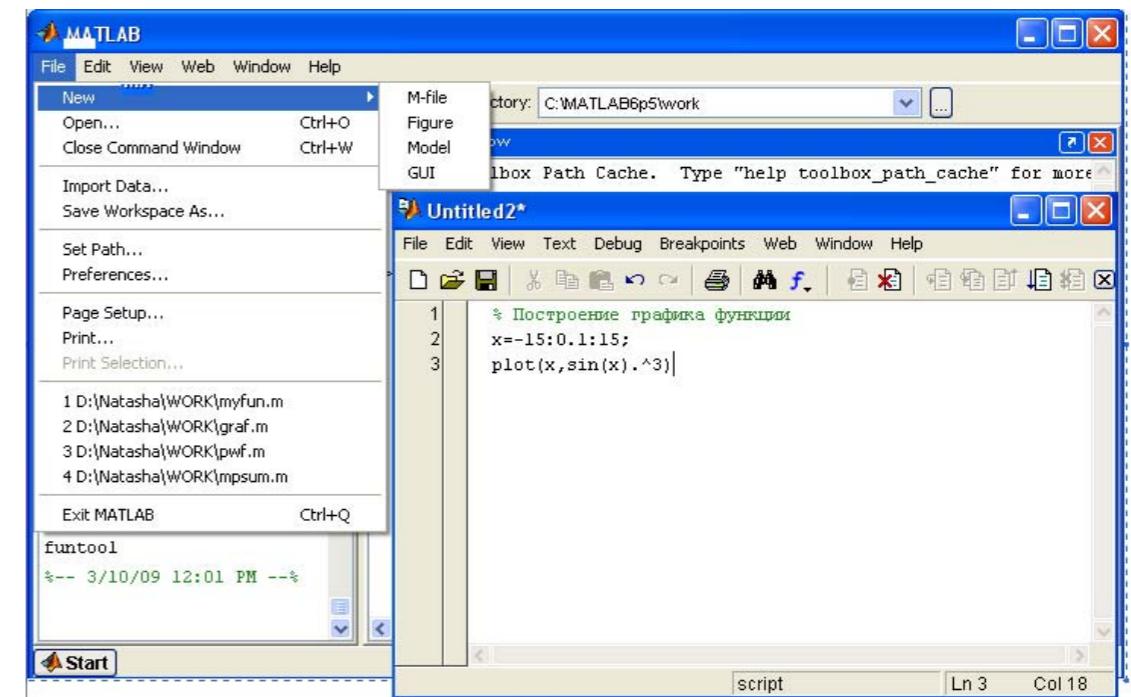 MATLAB
File Edit View Web Window Help
New
Open... Ctrl+O
Close Command Window Ctrl+W
Import Data...
Save Workspace As...
Set Path...
Preferences...
Page Setup...
Print...
Print Selection...
1 D:\Natasha\WORK\myfun.m
2 D:\Natasha\WORK\graf.m
3 D:\Natasha\WORK\pwf.m
4 D:\Natasha\WORK\mpsum.m
Exit MATLAB Ctrl+Q
M-file
Figure
Model
GUI
ctory: C:\MATLAB6p5\work ...
ow
lbox Path Cache. Type "help toolbox_path_cache" for more
Untitled2*
File Edit View Text Debug Breakpoints Web Window Help
1 % Построение графика функции
2 x=-15:0.1:15;
3 plot(x,sin(x).^3)
script Ln 3 Col 18
funtool
%-- 3/10/09 12:01 PM --%
Start